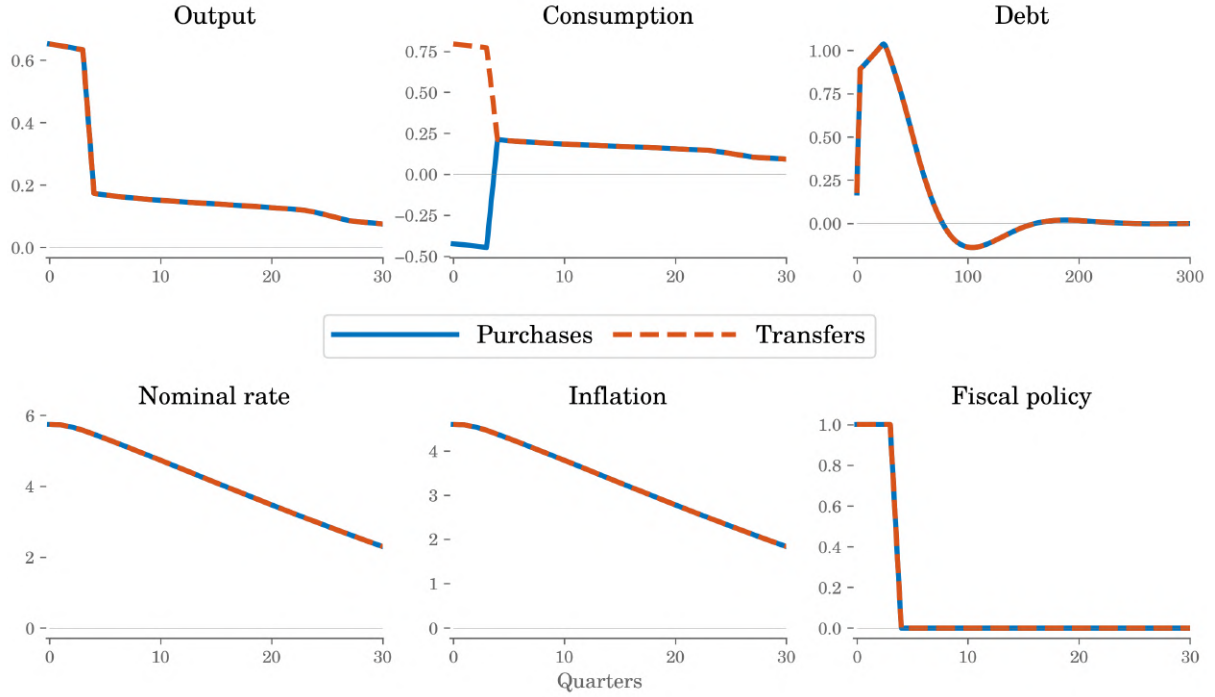 Output
0.6
0.4
0.2
0.0
0 10 20 30
Consumption
0.75
0.50
0.25
0.00
−0.25
−0.50
0 10 20 30
Debt
1.00
0.75
0.50
0.25
0.00
0 100 200 300
Purchases Transfers
Nominal rate
6
4
2
0
0 10 20 30
Inflation
4
3
2
1
0
0 10 20 30
Quarters
Fiscal policy
1.0
0.8
0.6
0.4
0.2
0.0
0 10 20 30